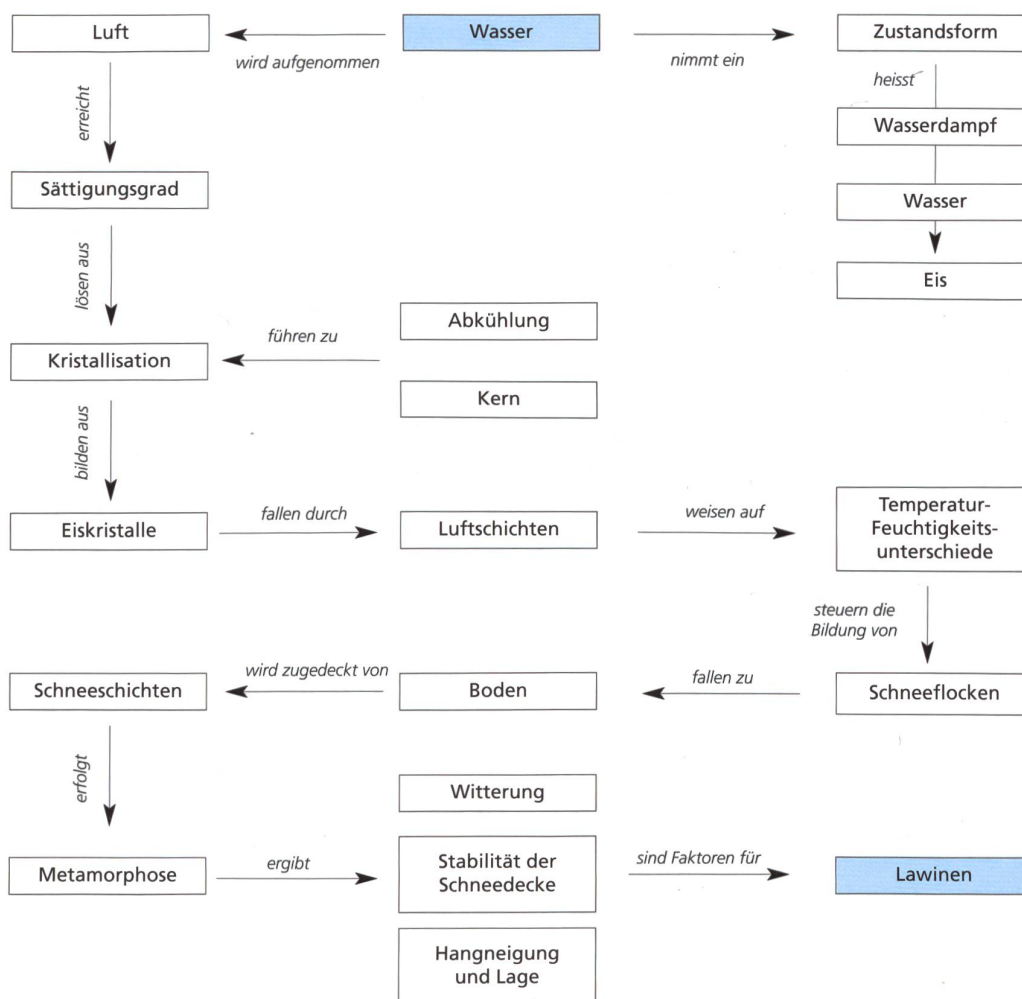 Luft
Wasser
Zustandsform
wird aufgenommen
nimmt ein
heisst
erreicht
Wasserdampf
Sättigungsgrad
Wasser
lösen aus
Eis
Abkühlung
führen zu
Kristallisation
Kern
bilden aus
Eiskristalle
fallen durch
Luftschichten
weisen auf
Temperatur-
Feuchtigkeits-
unterschiede
steuern die
Bildung von
Schneeschichten
wird zugedeckt von
Boden
fallen zu
Schneeflocken
erfolgt
Witterung
Metamorphose
ergibt
Stabilität der
Schneedecke
sind Faktoren für
Lawinen
Hangneigung
und Lage